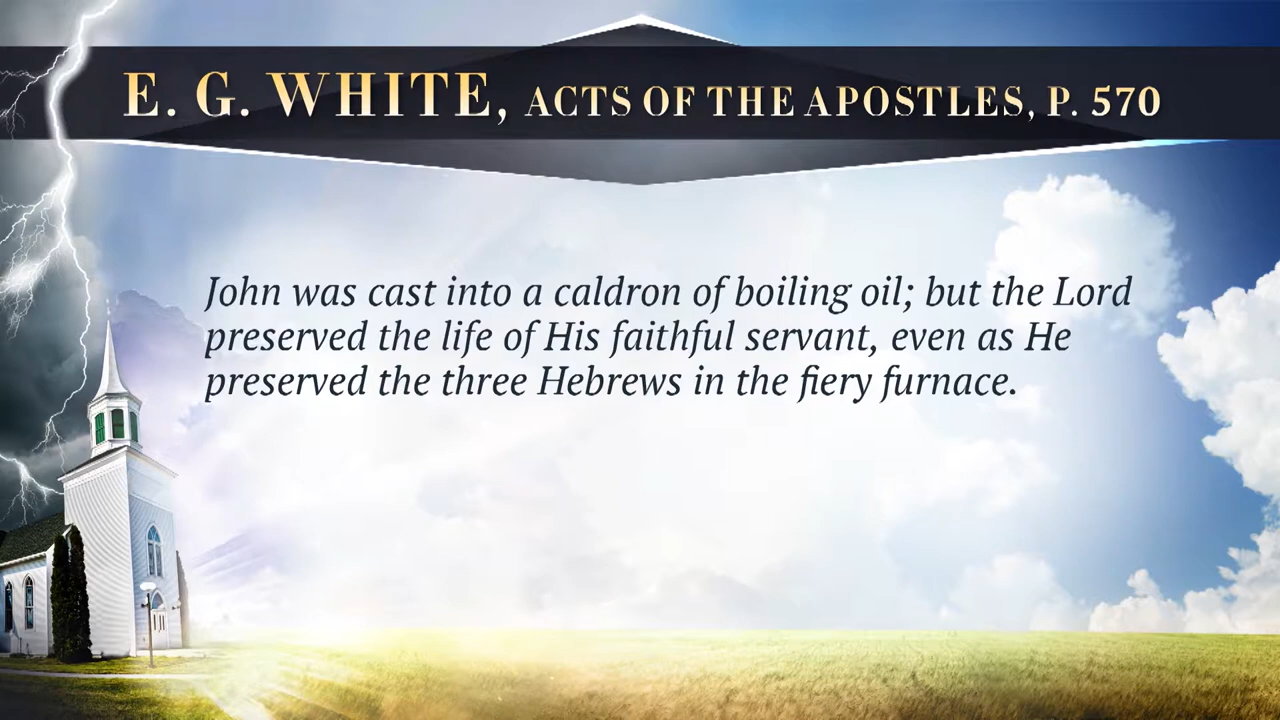 E. G. WHITE, ACTS OF THE APOSTLES, P. 570
John was cast into a caldron of boiling oil; but the Lord
preserved the life of His faithful servant, even as He
preserved the three Hebrews in the fiery furnace.